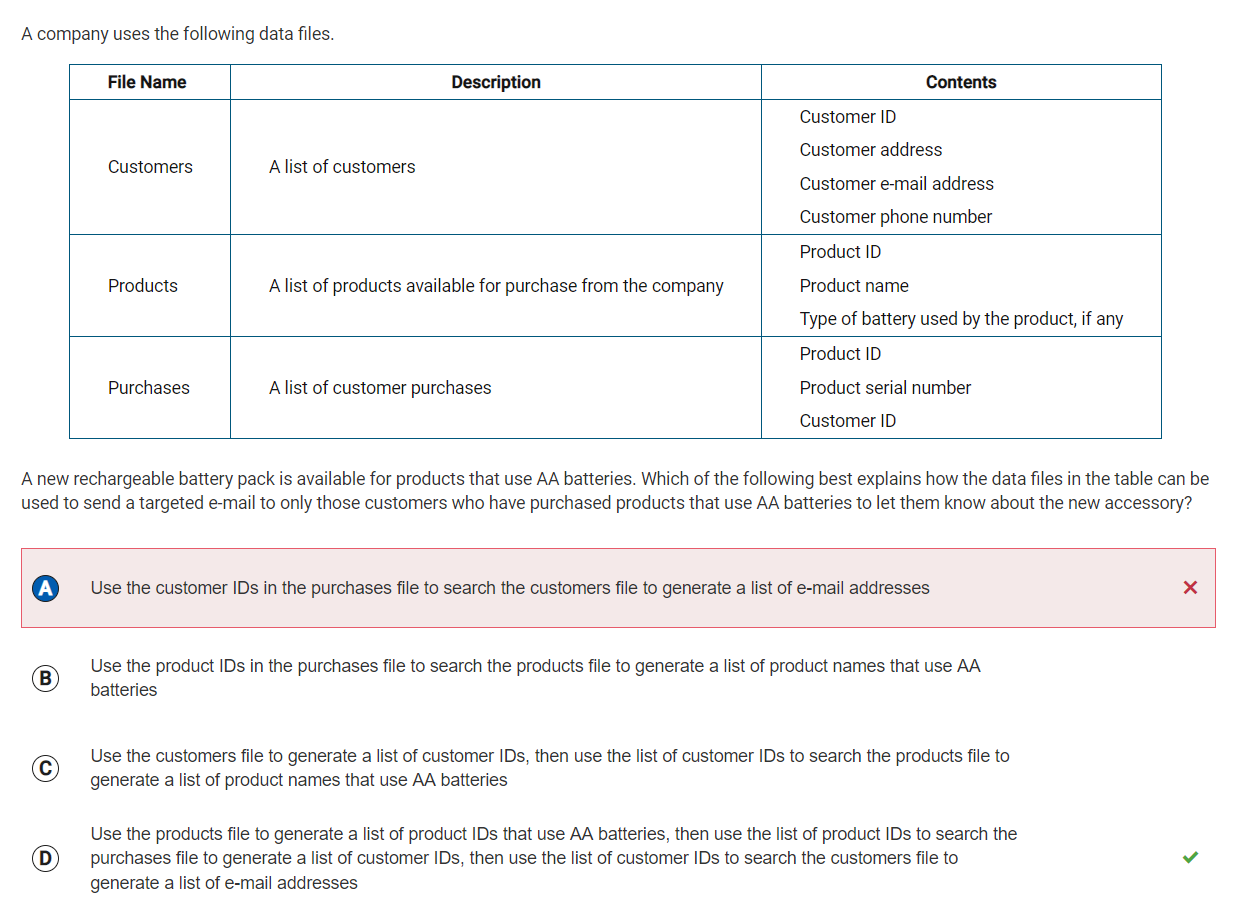 A company uses the following data files.
File Name Description Contents
Customers A list of customers
Customer ID
Customer address
Customer e-mail address
Customer phone number
Products A list of products available for purchase from the company
Product ID
Product name
Type of battery used by the product, if any
Purchases A list of customer purchases
Product ID
Product serial number
Customer ID
A new rechargeable battery pack is available for products that use AA batteries. Which of the following best explains how the data files in the table can be
used to send a targeted e-mail to only those customers who have purchased products that use AA batteries to let them know about the new accessory?
A Use the customer IDs in the purchases file to search the customers file to generate a list of e-mail addresses
B Use the product IDs in the purchases file to search the products file to generate a list of product names that use AA
batteries
C Use the customers file to generate a list of customer IDs, then use the list of customer IDs to search the products file to
generate a list of product names that use AA batteries
D Use the products file to generate a list of product IDs that use AA batteries, then use the list of product IDs to search the
purchases file to generate a list of customer IDs, then use the list of customer IDs to search the customers file to
generate a list of e-mail addresses